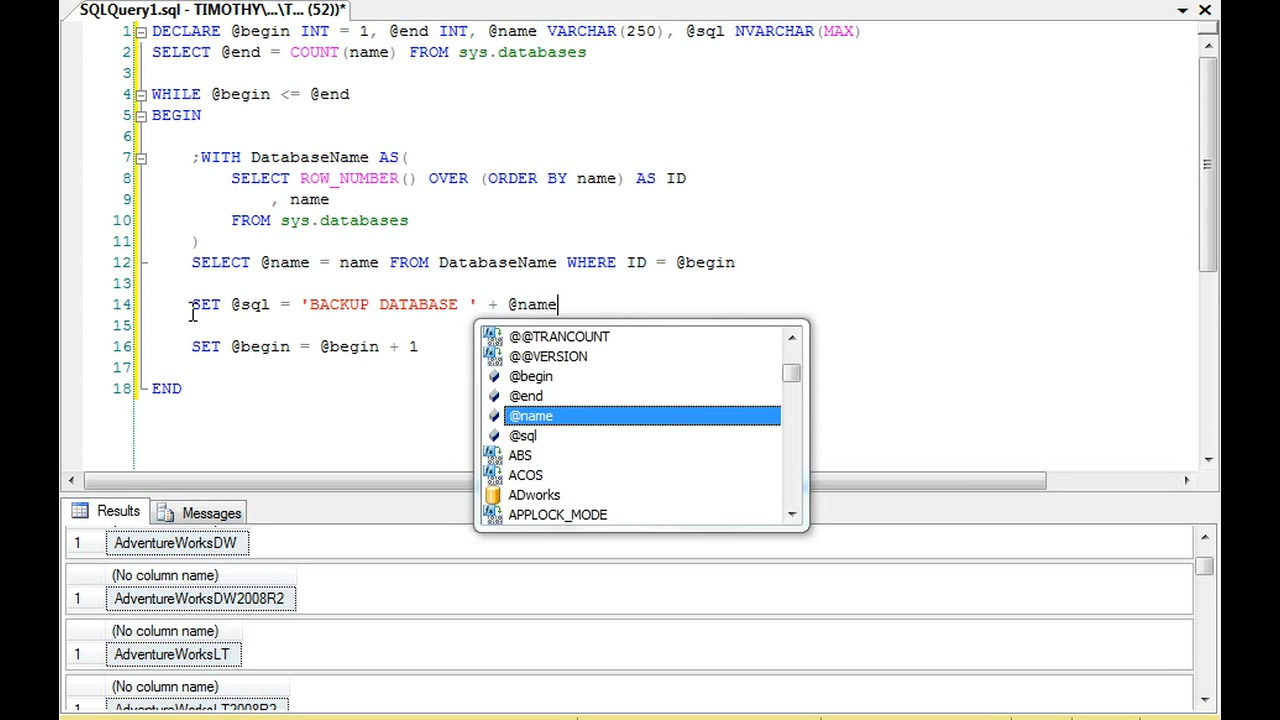 SQLQuery1.sql - TIMOTHY\...\T... (52))*
1 DECLARE @begin INT = 1, @end INT, @name VARCHAR(250), @sql NVARCHAR(MAX)
2 SELECT @end = COUNT(name) FROM sys.databases
3
4 WHILE @begin <= @end
5 BEGIN
6
7 ;WITH DatabaseName AS(
8 SELECT ROW_NUMBER() OVER (ORDER BY name) AS ID
9 , name
10 FROM sys.databases
11 )
12 SELECT @name = name FROM DatabaseName WHERE ID = @begin
13
14 SET @sql = 'BACKUP DATABASE ' + @name
15
16 SET @begin = @begin + 1
17
18 END
@@TRANCOUNT
@@VERSION
@begin
@end
@name
@sql
ABS
ACOS
ADworks
APPLOCK_MODE
Results Messages
1 AdventureWorksDW
(No column name)
1 AdventureWorksDW2008R2
(No column name)
1 AdventureWorksLT
(No column name)
1 AdventureWorksLT2008R2